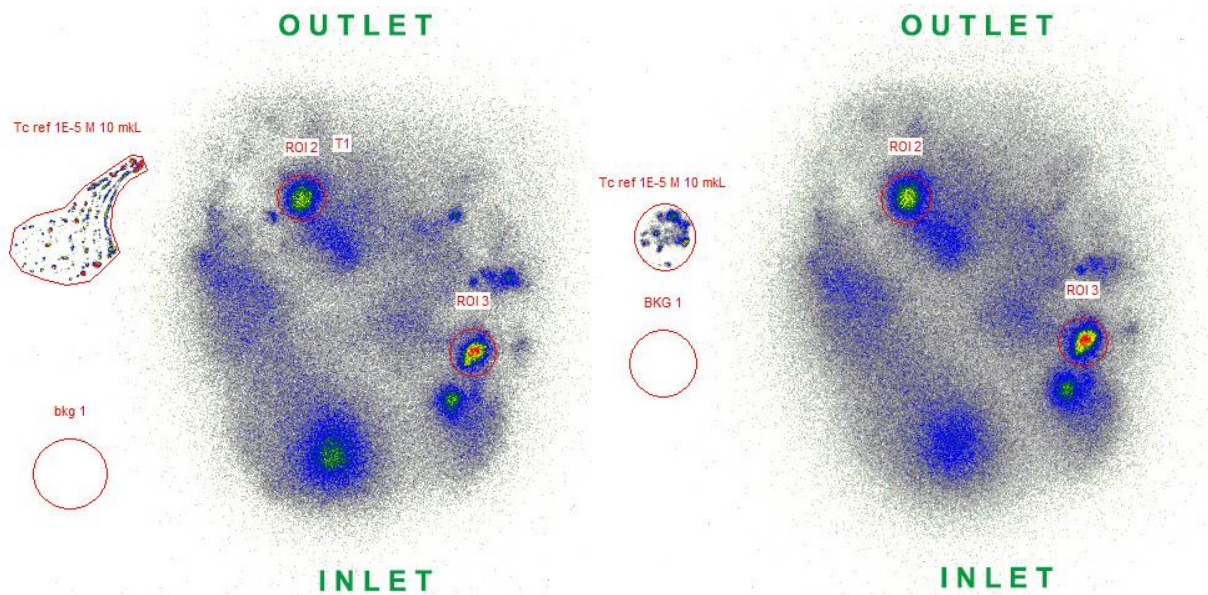 OUTLET
Tc ref 1E-5 M 10 mkL
ROI 2
T1
ROI 3
bkg 1
INLET
OUTLET
ROI 2
Tc ref 1E-5 M 10 mkL
BKG 1
ROI 3
INLET